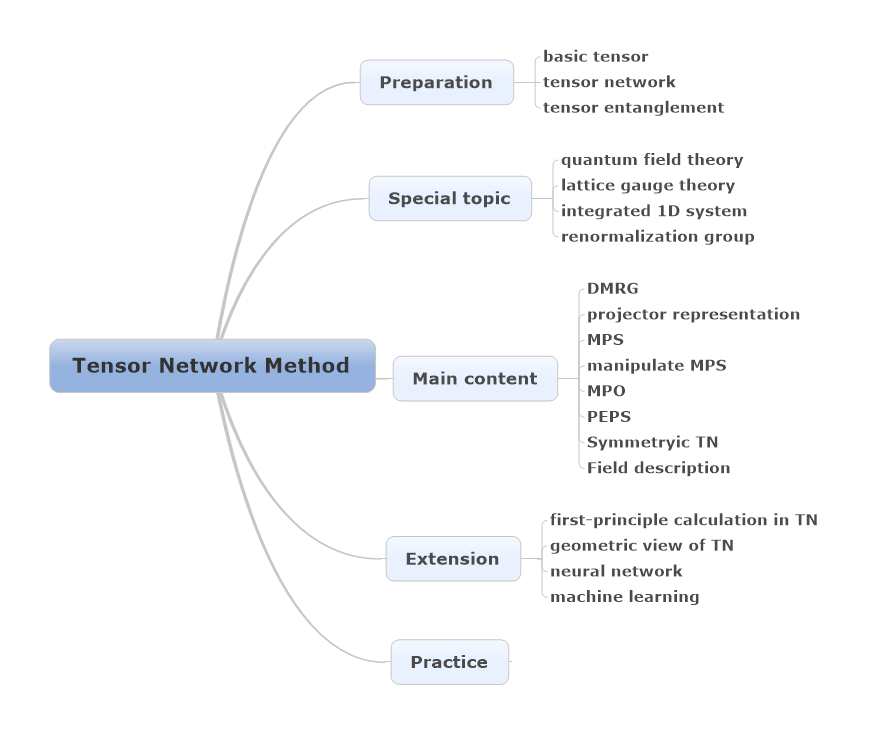 Tensor Network Method
Preparation
basic tensor
tensor network
tensor entanglement
Special topic
quantum field theory
lattice gauge theory
integrated 1D system
renormalization group
Main content
DMRG
projector representation
MPS
manipulate MPS
MPO
PEPS
Symmetryic TN
Field description
Extension
first-principle calculation in TN
geometric view of TN
neural network
machine learning
Practice